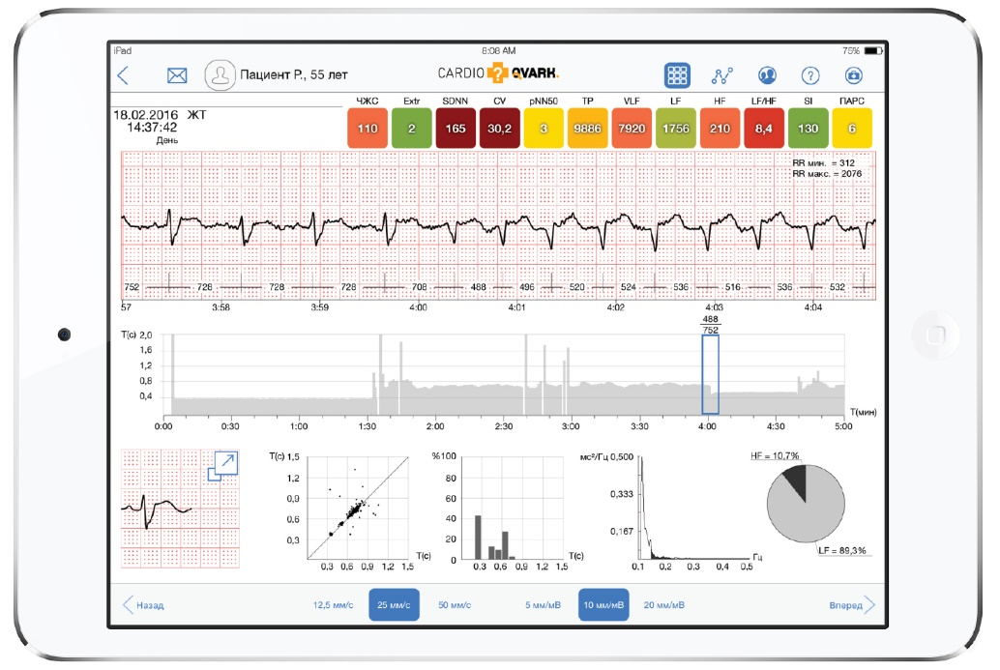 iPad 8:08 AM 75%
Пациент Р., 55 лет CARDIO QVARK.
ЧЖС Extr SDNN CV pNN50 TP VLF LF HF LF/HF SI ПАРС
18.02.2016 ЖТ
14:37:42
День
110 2 165 30,2 3 9886 7920 1756 210 8,4 130 6
RR мин. = 312
RR макс. = 2076
752 728 728 728 708 488 496 520 524 536 516 536 532
57 3:58 3:59 4:00 4:01 4:02 4:03 4:04
488
752
T(c) 2,0
1,6
1,2
0,8
0,4
T(мин)
0:00 0:30 1:00 1:30 2:00 2:30 3:00 3:30 4:00 4:30 5:00
T(c) 1,5
1,2
0,9
0,6
0,3
0,3 0,6 0,9 1,2 1,5
T(c)
%100
80
60
40
20
0
0,3 0,6 0,9 1,2 1,5
T(c)
мс²/Гц 0,500
0,333
0,167
0,1 0,2 0,3 0,4 0,5
Гц
HF = 10,7%
LF = 89,3%
Назад 12,5 мм/с 25 мм/с 50 мм/с 5 мм/мВ 10 мм/мВ 20 мм/мВ Вперед